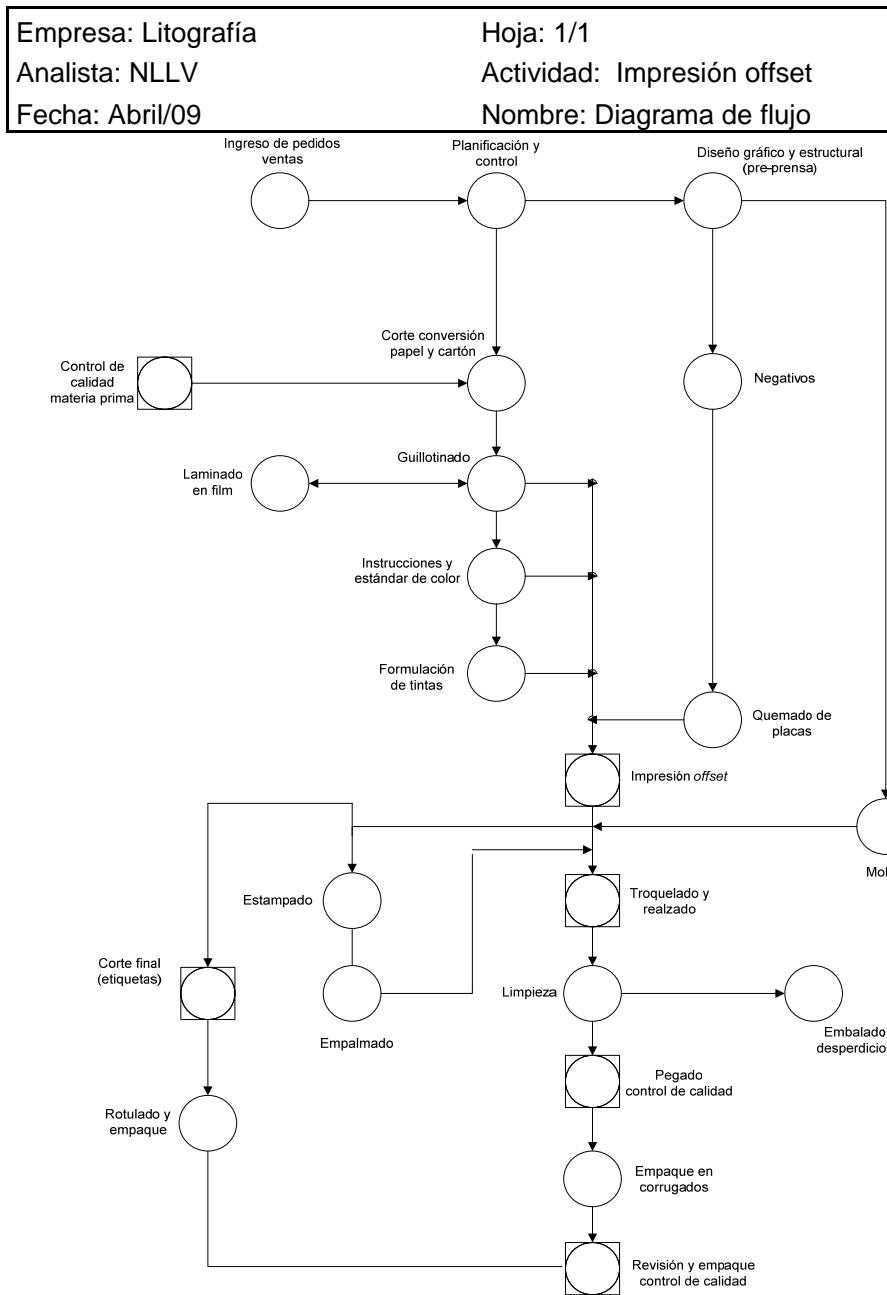 Empresa: Litografía
Hoja: 1/1
Analista: NLLV
Actividad: Impresión offset
Fecha: Abril/09
Nombre: Diagrama de flujo
Ingreso de pedidos
ventas
Planificación y
control
Diseño gráfico y estructural
(pre-prensa)
Corte conversión
papel y cartón
Control de
calidad
materia prima
Negativos
Guillotinado
Laminado
en film
Instrucciones y
estándar de color
Formulación
de tintas
Quemado de
placas
Impresión offset
Estampado
Troquelado y
realzado
Corte final
(etiquetas)
Limpieza
Empalmado
Embalado
desperdicio
Pegado
control de calidad
Rotulado y
empaque
Empaque en
corrugados
Revisión y empaque
control de calidad